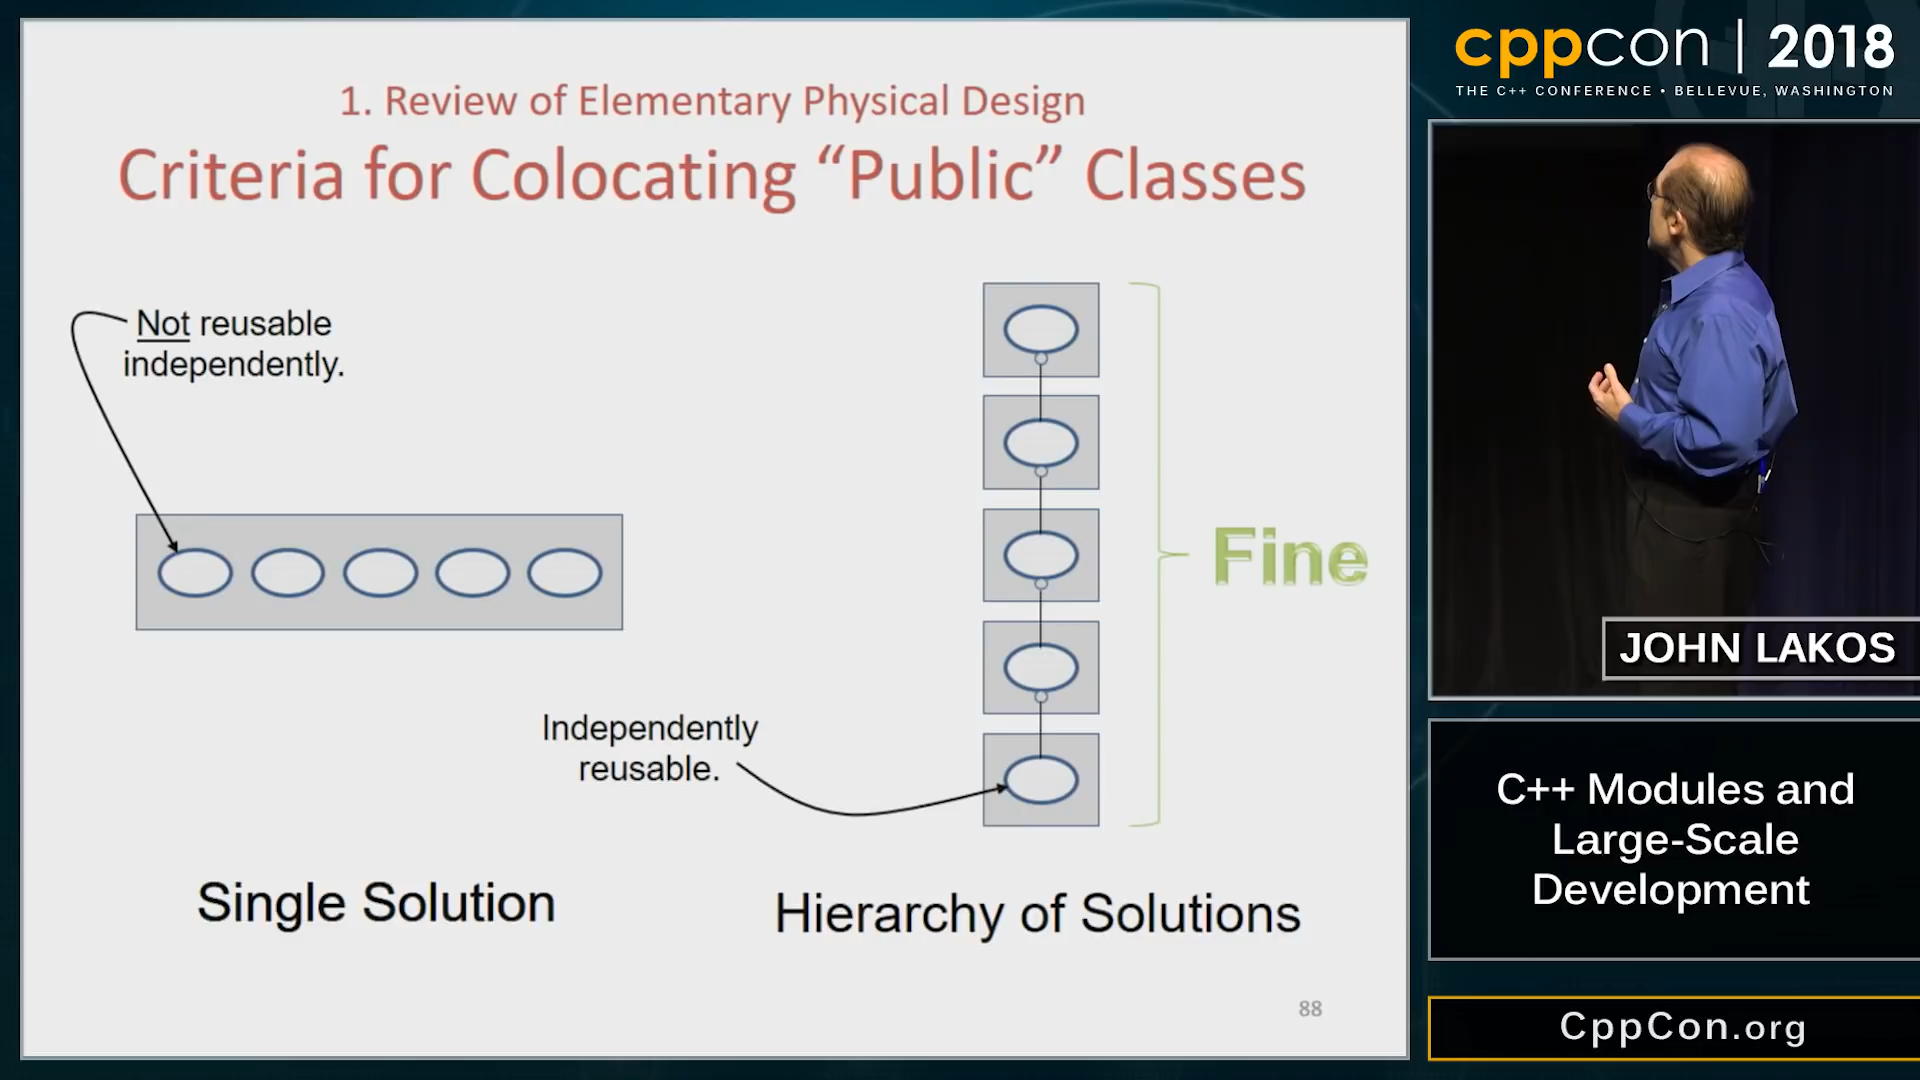 1. Review of Elementary Physical Design
Criteria for Colocating “Public” Classes
Not reusable
independently.
Fine
Independently
reusable.
Single Solution
Hierarchy of Solutions
88
cppcon | 2018
THE C++ CONFERENCE • BELLEVUE, WASHINGTON
JOHN LAKOS
C++ Modules and
Large-Scale
Development
CppCon.org